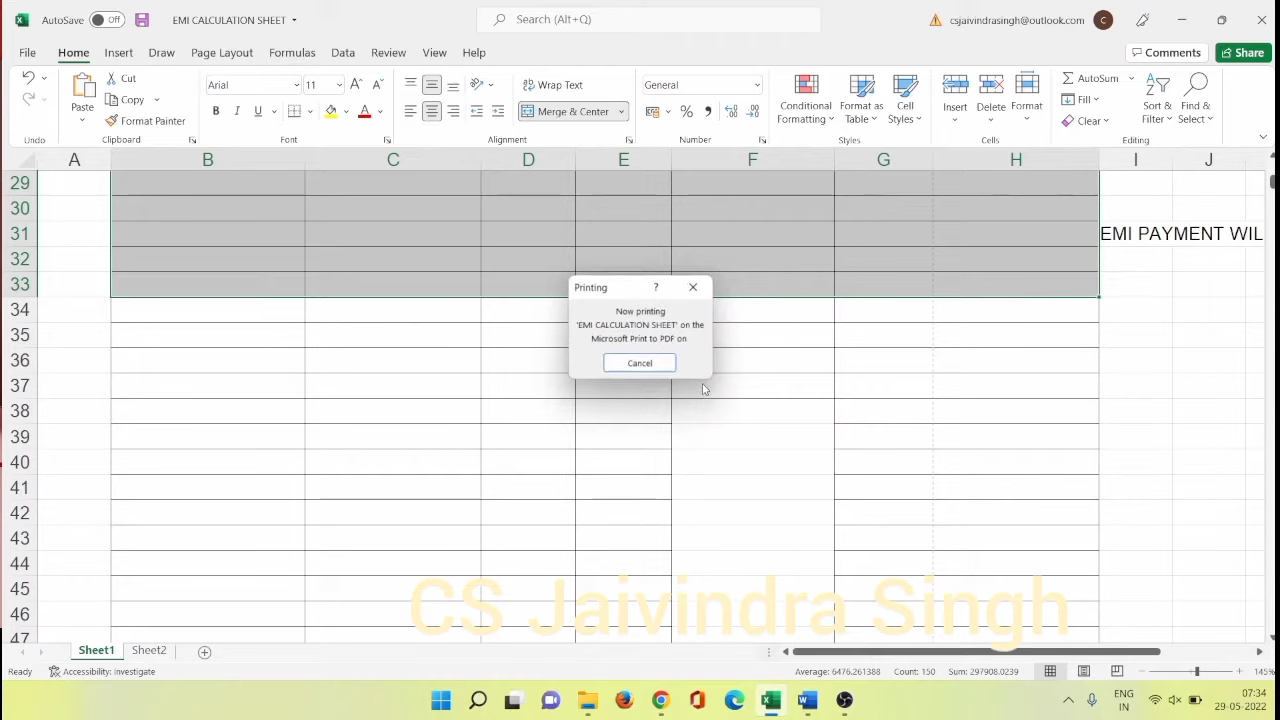 AutoSave Off EMI CALCULATION SHEET Search (Alt+Q) csjaivindrasingh@outlook.com C
File Home Insert Draw Page Layout Formulas Data Review View Help Comments Share
Paste Cut Copy Format Painter
Arial 11 B I U A
Wrap Text Merge & Center
General % ,
Conditional Formatting Format as Table Cell Styles
Insert Delete Format
AutoSum Fill Clear Sort & Filter Find & Select
Undo Clipboard Font Alignment Number Styles Cells Editing
A B C D E F G H I J
29
30
31 EMI PAYMENT WIL
32
33
34
35
36
37
38
39
40
41
42
43
44
45
46
47
Printing ?
Now printing
'EMI CALCULATION SHEET' on the
Microsoft Print to PDF on
Cancel
CS Jaivindra Singh
Sheet1 Sheet2
Ready Accessibility: Investigate Average: 6476.261388 Count: 150 Sum: 297908.0239 145%
ENG
IN
07:34
29-05-2022